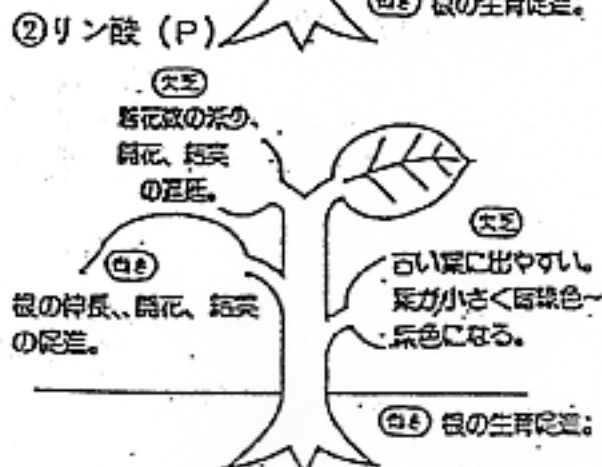 働き 根の生育促進。
②リン酸(P)
欠乏
着花数の減少、
開花、結実
の遅延。
欠乏
古い葉に出やすい。
葉が小さく暗緑色〜
紫色になる。
働き
根の伸長、開花、結実
の促進。
働き 根の生育促進。